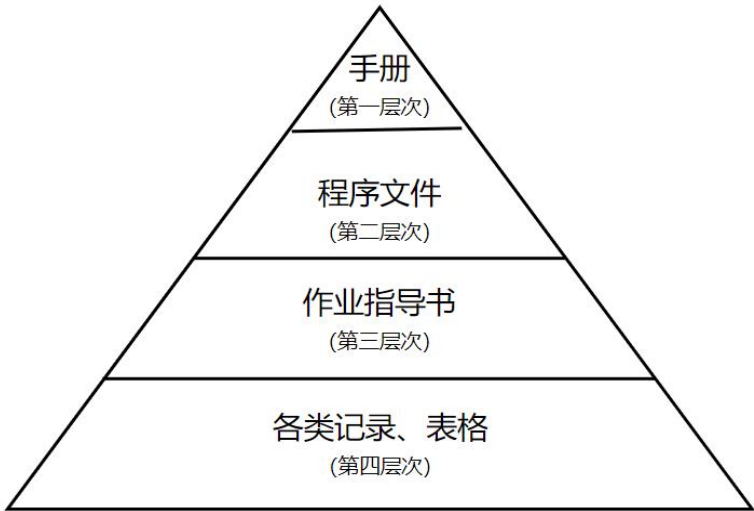 手册
(第一层次)
程序文件
(第二层次)
作业指导书
(第三层次)
各类记录、表格
(第四层次)